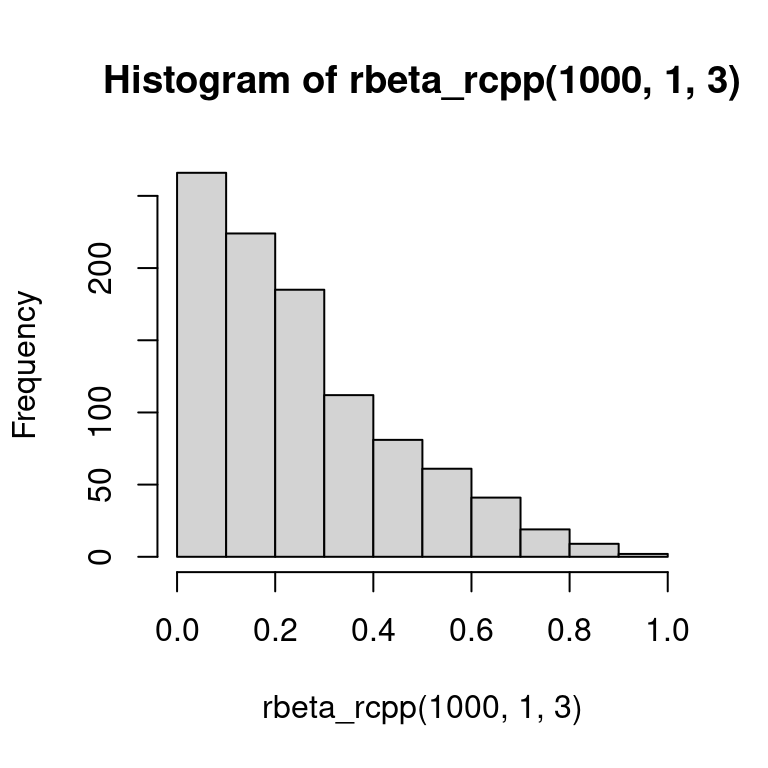 Histogram of rbeta_rcpp(1000, 1, 3)
Frequency
200
100
50
0
0.0 0.2 0.4 0.6 0.8 1.0
rbeta_rcpp(1000, 1, 3)